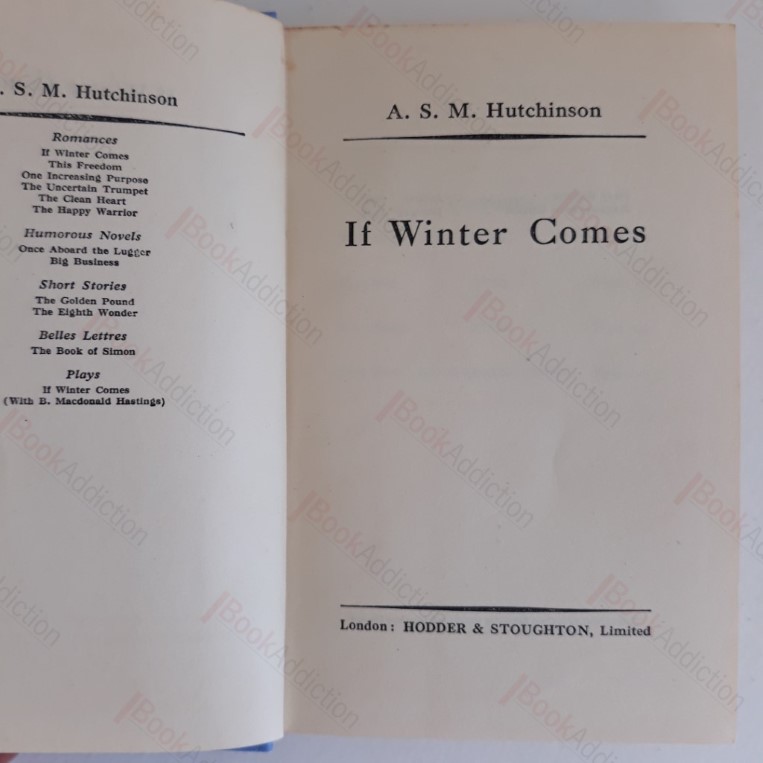 . S. M. Hutchinson
Romances
If Winter Comes
This Freedom
One Increasing Purpose
The Uncertain Trumpet
The Clean Heart
The Happy Warrior
Humorous Novels
Once Aboard the Lugger
Big Business
Short Stories
The Golden Pound
The Eighth Wonder
Belles Lettres
The Book of Simon
Plays
If Winter Comes
(With B. Macdonald Hastings)
A. S. M. Hutchinson
If Winter Comes
London: HODDER & STOUGHTON, Limited
BookAddiction